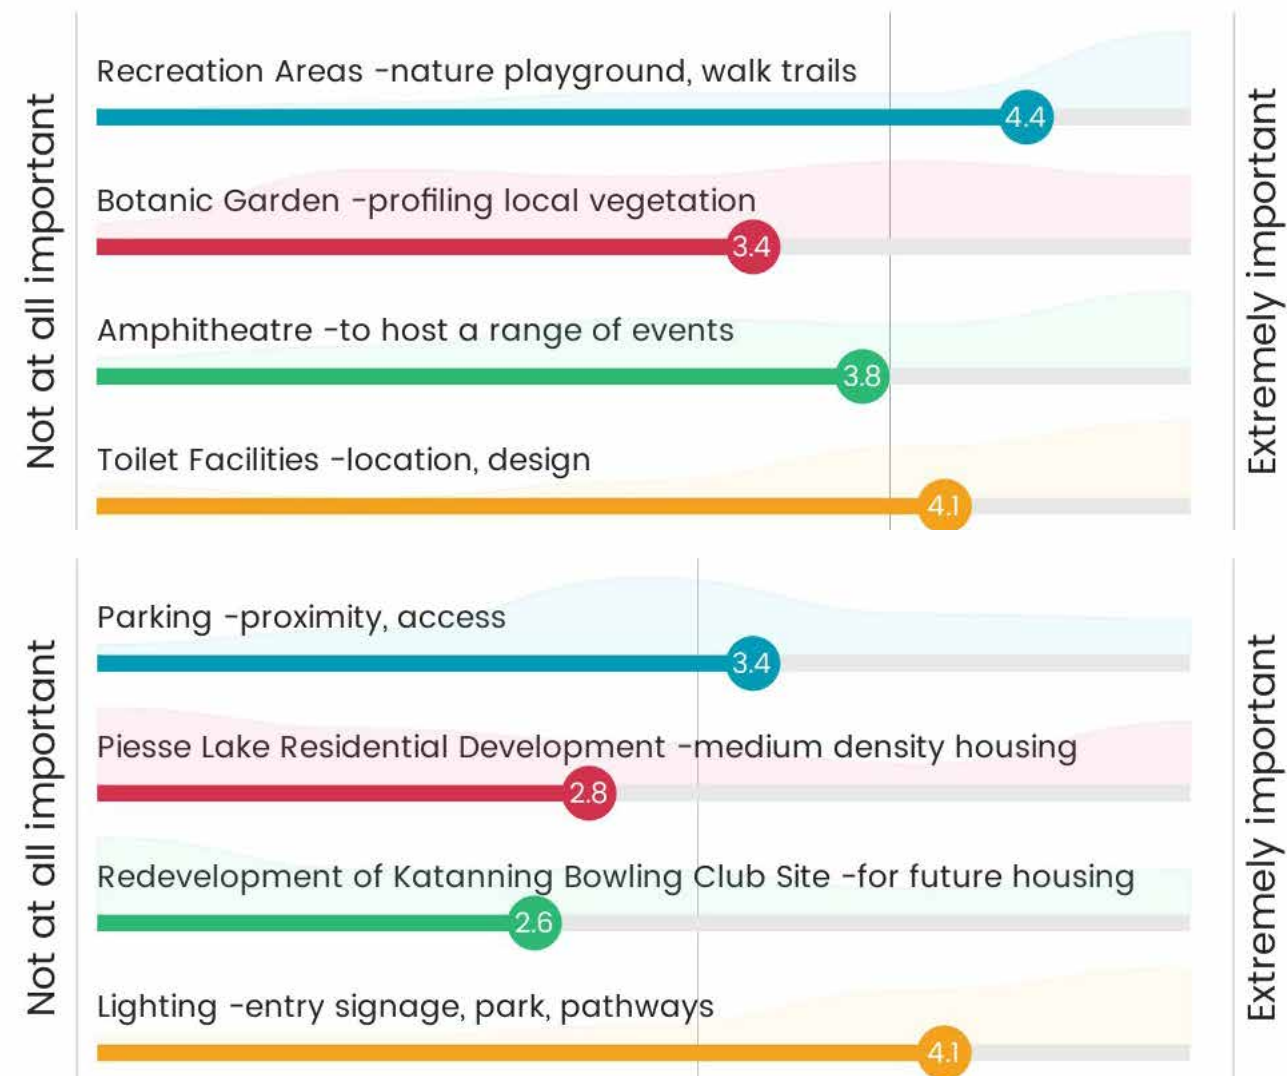 Not at all important
Recreation Areas -nature playground, walk trails
4.4
Botanic Garden -profiling local vegetation
3.4
Amphitheatre -to host a range of events
3.8
Toilet Facilities -location, design
4.1
Extremely important
Not at all important
Parking -proximity, access
3.4
Piesse Lake Residential Development -medium density housing
2.8
Redevelopment of Katanning Bowling Club Site -for future housing
2.6
Lighting -entry signage, park, pathways
4.1
Extremely important